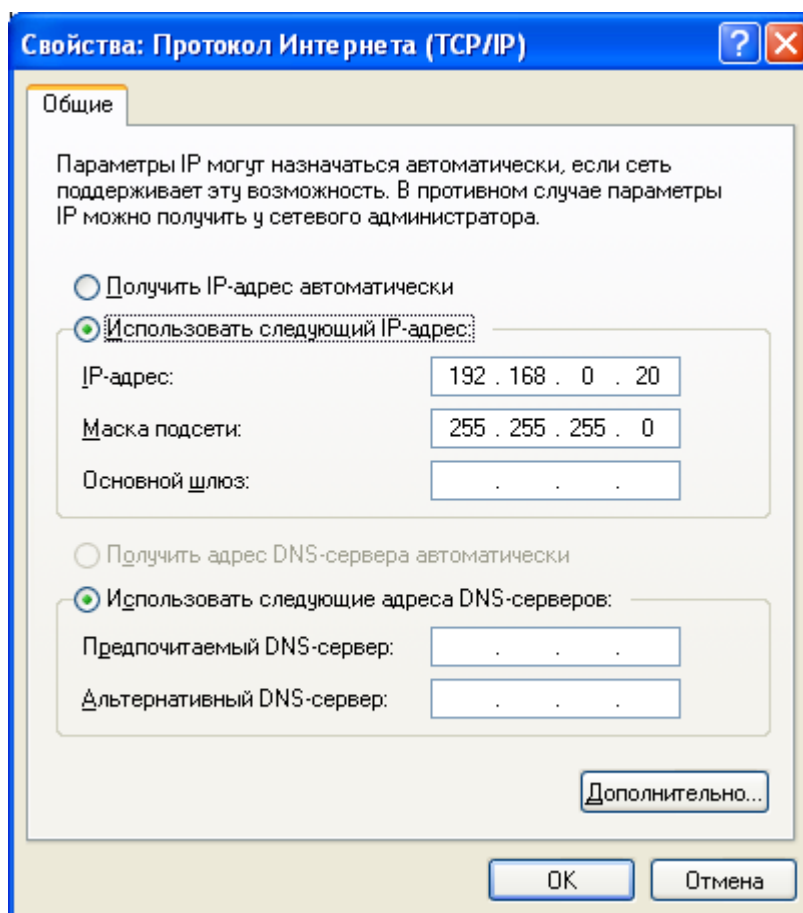 Свойства: Протокол Интернета (TCP/IP)
Общие
Параметры IP могут назначаться автоматически, если сеть
поддерживает эту возможность. В противном случае параметры
IP можно получить у сетевого администратора.
Получить IP-адрес автоматически
Использовать следующий IP-адрес:
IP-адрес: 192 . 168 . 0 . 20
Маска подсети: 255 . 255 . 255 . 0
Основной шлюз: . . .
Получить адрес DNS-сервера автоматически
Использовать следующие адреса DNS-серверов:
Предпочитаемый DNS-сервер: . . .
Альтернативный DNS-сервер: . . .
Дополнительно...
OK Отмена